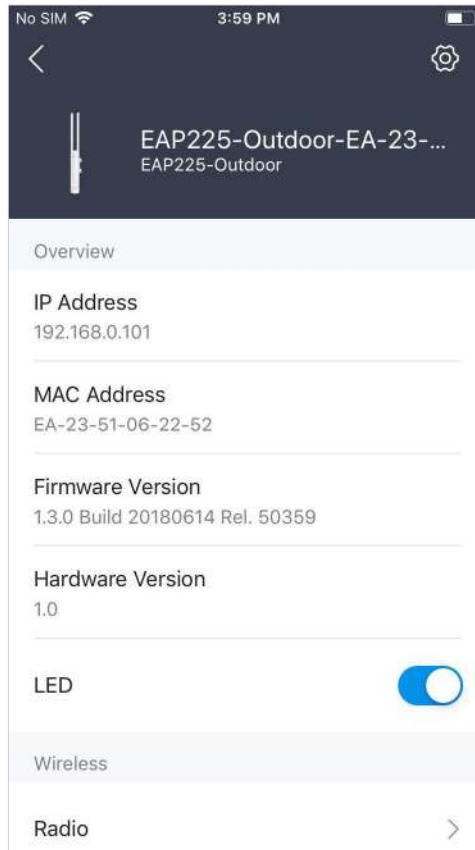 No SIM 3:59 PM
EAP225-Outdoor-EA-23-...
EAP225-Outdoor
Overview
IP Address
192.168.0.101
MAC Address
EA-23-51-06-22-52
Firmware Version
1.3.0 Build 20180614 Rel. 50359
Hardware Version
1.0
LED
Wireless
Radio